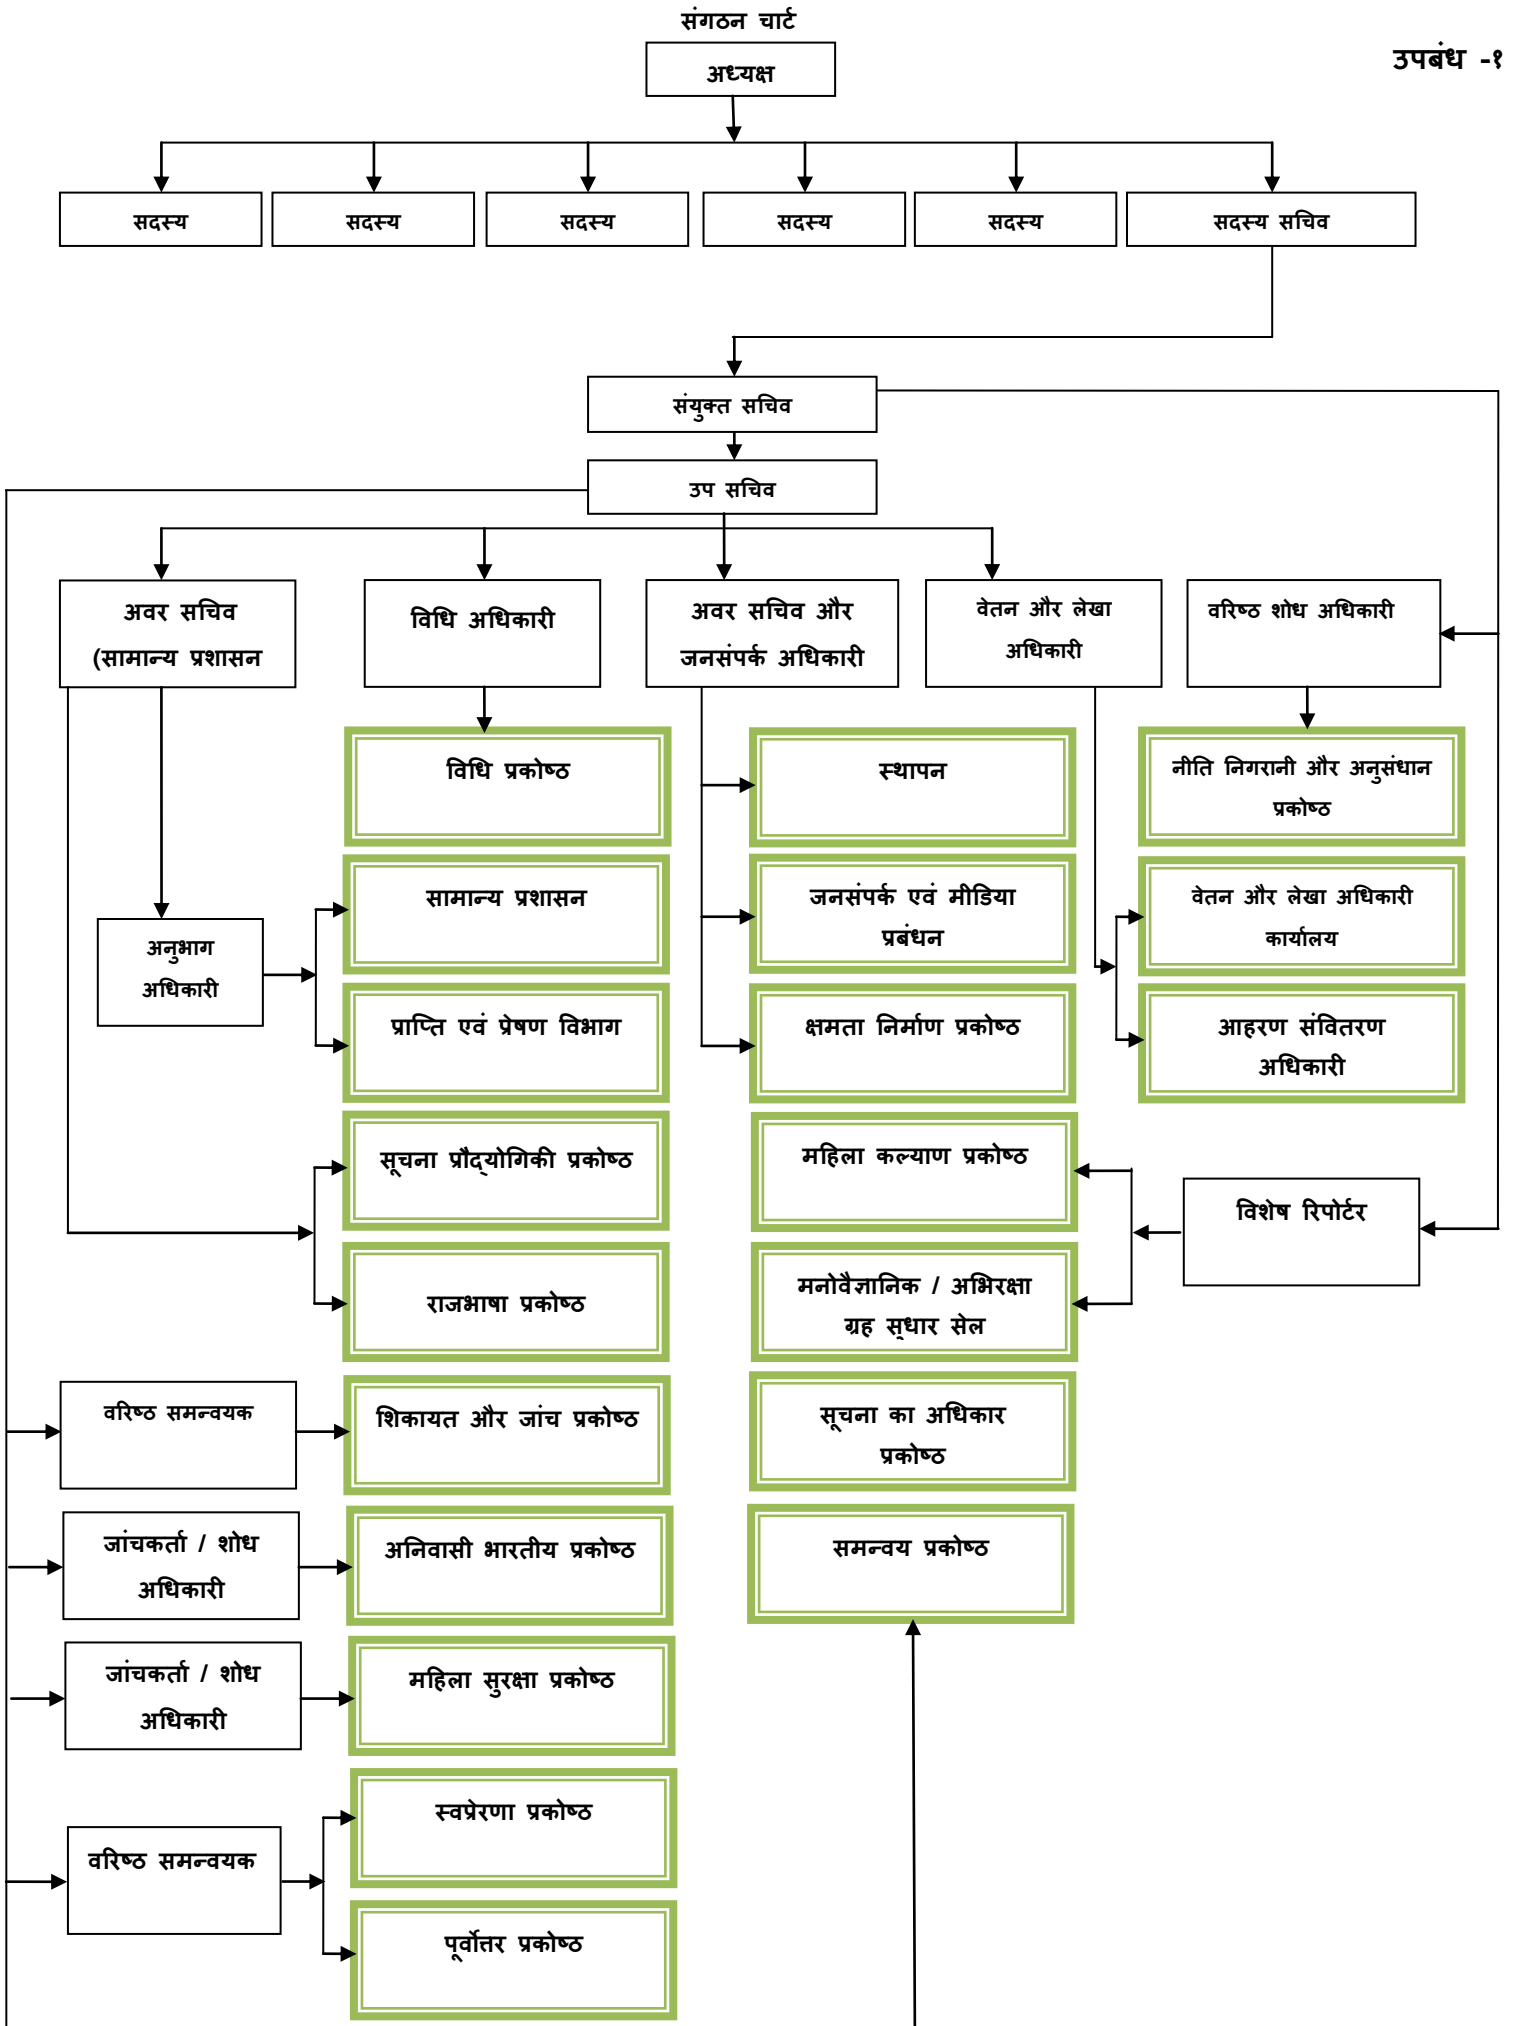 संगठन चार्ट
उपबंध -१
अध्यक्ष
सदस्य
सदस्य
सदस्य
सदस्य
सदस्य
सदस्य सचिव
संयुक्त सचिव
उप सचिव
अवर सचिव
(सामान्य प्रशासन
विधि अधिकारी
अवर सचिव और
जनसंपर्क अधिकारी
वेतन और लेखा
अधिकारी
वरिष्ठ शोध अधिकारी
विधि प्रकोष्ठ
स्थापन
नीति निगरानी और अनुसंधान
प्रकोष्ठ
सामान्य प्रशासन
जनसंपर्क एवं मीडिया
प्रबंधन
वेतन और लेखा अधिकारी
कार्यालय
अनुभाग
अधिकारी
प्राप्ति एवं प्रेषण विभाग
क्षमता निर्माण प्रकोष्ठ
आहरण संवितरण
अधिकारी
सूचना प्रौद्योगिकी प्रकोष्ठ
महिला कल्याण प्रकोष्ठ
विशेष रिपोर्टर
राजभाषा प्रकोष्ठ
मनोवैज्ञानिक / अभिरक्षा
ग्रह सुधार सेल
वरिष्ठ समन्वयक
शिकायत और जांच प्रकोष्ठ
सूचना का अधिकार
प्रकोष्ठ
जांचकर्ता / शोध
अधिकारी
अनिवासी भारतीय प्रकोष्ठ
समन्वय प्रकोष्ठ
जांचकर्ता / शोध
अधिकारी
महिला सुरक्षा प्रकोष्ठ
वरिष्ठ समन्वयक
स्वप्रेरणा प्रकोष्ठ
पूर्वोत्तर प्रकोष्ठ